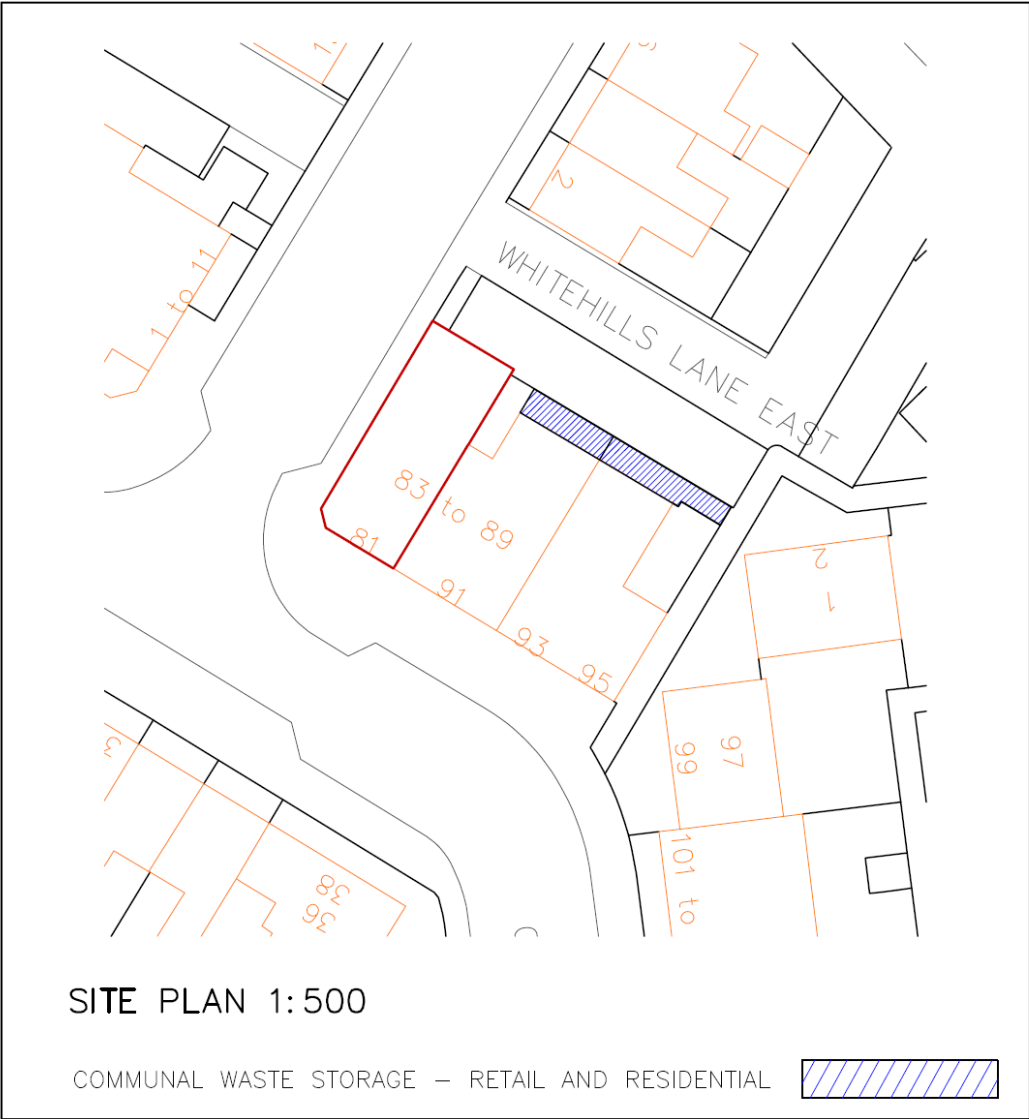 2
WHITEHILLS LANE EAST
1 to 11
83 to 89
81
91
93
95
2
1
97
99
101 to
3
38
36
SITE PLAN 1:500
COMMUNAL WASTE STORAGE – RETAIL AND RESIDENTIAL